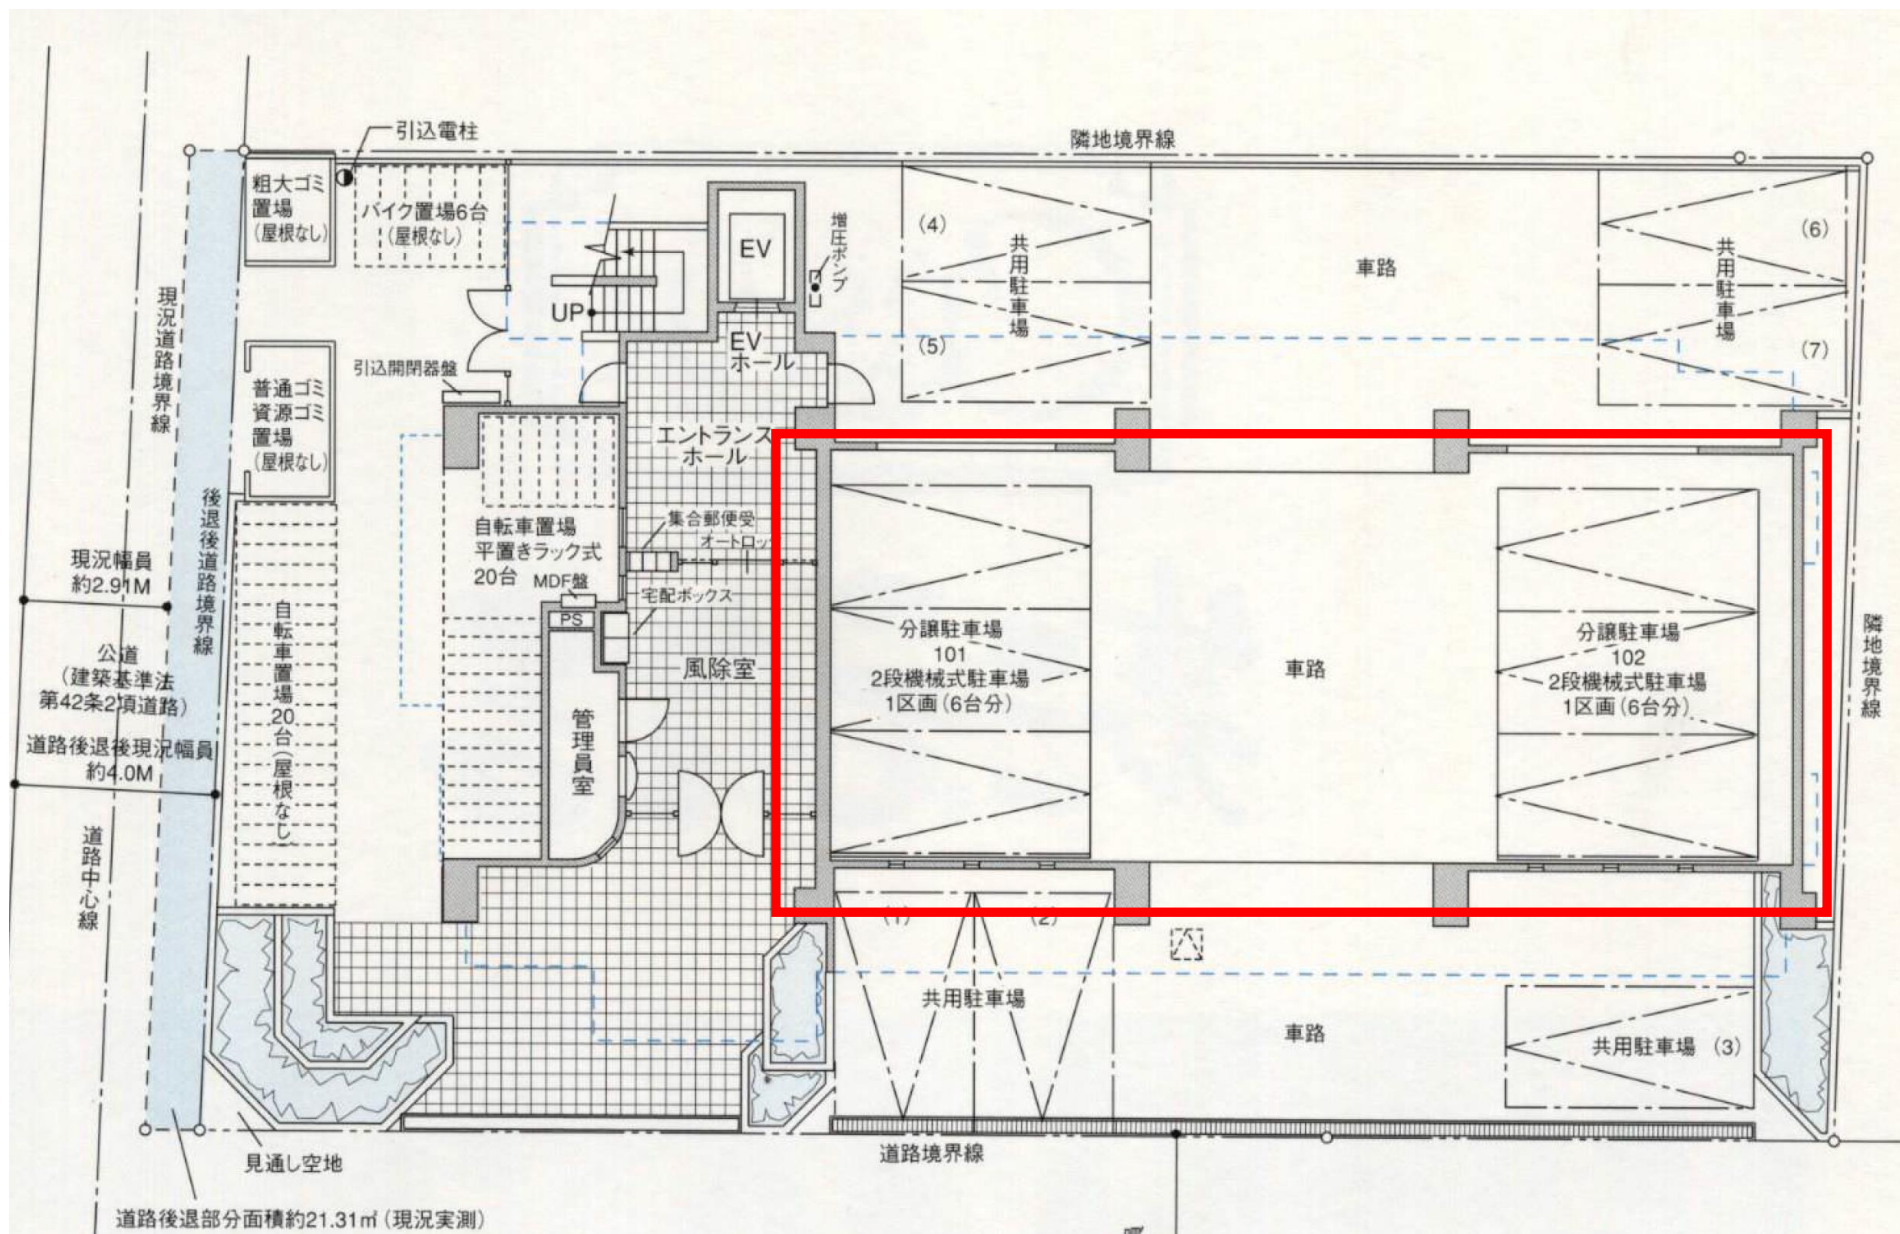 引込電柱
隣地境界線
粗大ゴミ
置場
(屋根なし)
バイク置場6台
(屋根なし)
EV
増圧ポンプ
(4)
共用駐車場
(5)
車路
(6)
共用駐車場
(7)
現況道路境界線
UP
EV
ホール
引込開閉器盤
普通ゴミ
資源ゴミ
置場
(屋根なし)
エントランス
ホール
後退後道路境界線
自転車置場
平置きラック式
20台
集合郵便受
オートロッ
MDF盤
宅配ボックス
PS
現況幅員
約2.91M
公道
(建築基準法
第42条2項道路)
道路後退後現況幅員
約4.0M
自転車置場20台(屋根なし)
風除室
管理員室
分譲駐車場
101
2段機械式駐車場
1区画(6台分)
車路
分譲駐車場
102
2段機械式駐車場
1区画(6台分)
隣地境界線
道路中心線
(1)
(2)
共用駐車場
車路
共用駐車場 (3)
見通し空地
道路境界線
道路後退部分面積約21.31㎡(現況実測)